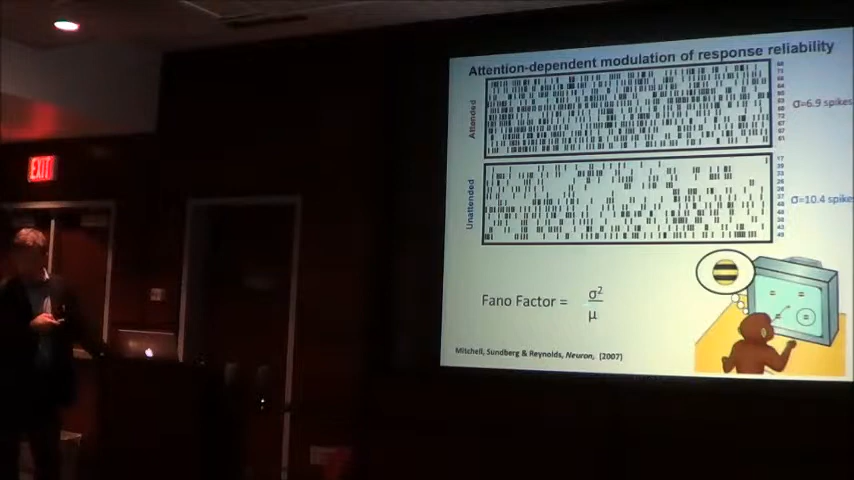 Attention-dependent modulation of response reliability
Attended
σ=6.9 spikes
Unattended
σ=10.4 spike
EXIT
Fano Factor = σ²
μ
Mitchell, Sundberg & Reynolds, Neuron, (2007)